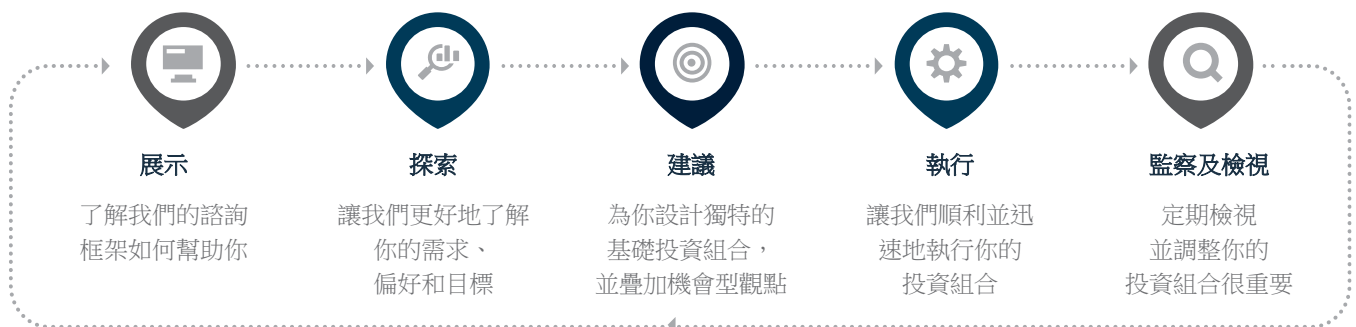 展示
了解我們的諮詢
框架如何幫助你
探索
讓我們更好地了解
你的需求、
偏好和目標
建議
為你設計獨特的
基礎投資組合，
並疊加機會型觀點
執行
讓我們順利並迅
速地執行你的
投資組合
監察及檢視
定期檢視
並調整你的
投資組合很重要